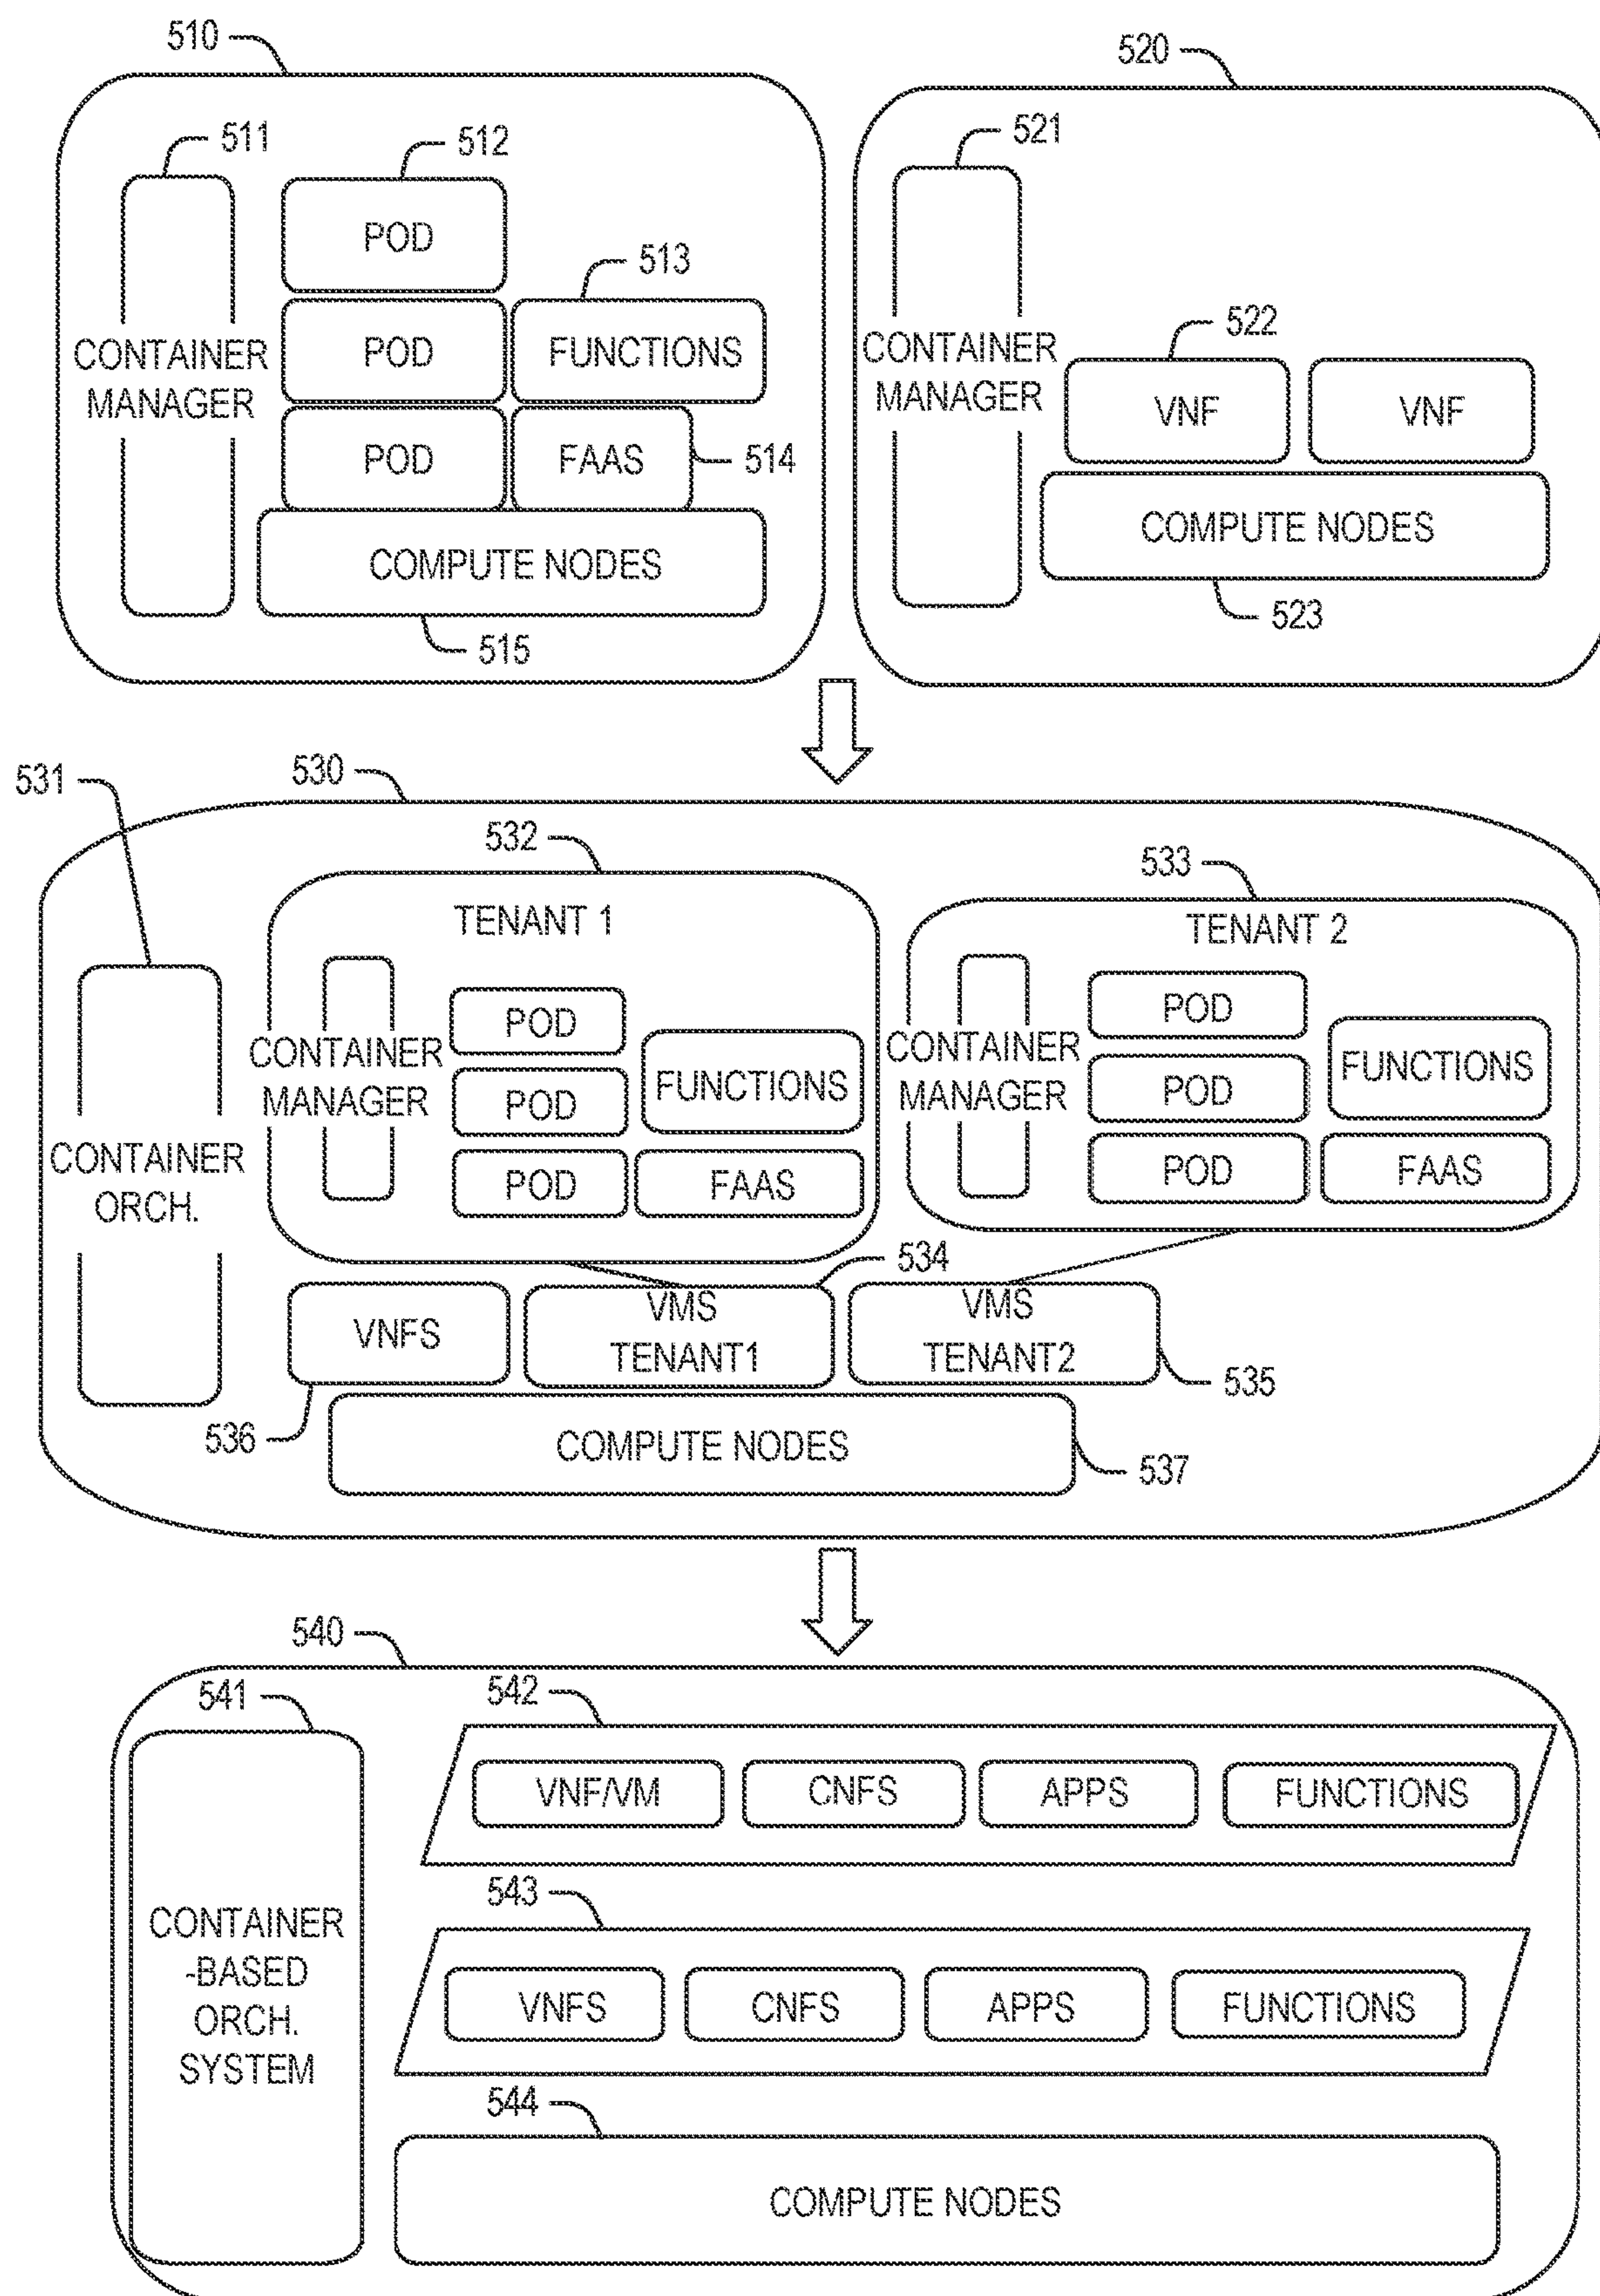 510
520
511
512
521
POD
513
522
CONTAINER
MANAGER
POD
FUNCTIONS
CONTAINER
MANAGER
VNF
VNF
POD
FAAS
514
COMPUTE NODES
COMPUTE NODES
515
523
531
530
532
533
TENANT 1
TENANT 2
CONTAINER
MANAGER
POD
POD
POD
FUNCTIONS
FAAS
CONTAINER
MANAGER
POD
POD
POD
FUNCTIONS
FAAS
CONTAINER
ORCH.
534
VNFS
VMS
TENANT1
VMS
TENANT2
535
536
COMPUTE NODES
537
540
541
542
VNF/VM
CNFS
APPS
FUNCTIONS
543
CONTAINER
-BASED
ORCH.
SYSTEM
VNFS
CNFS
APPS
FUNCTIONS
544
COMPUTE NODES